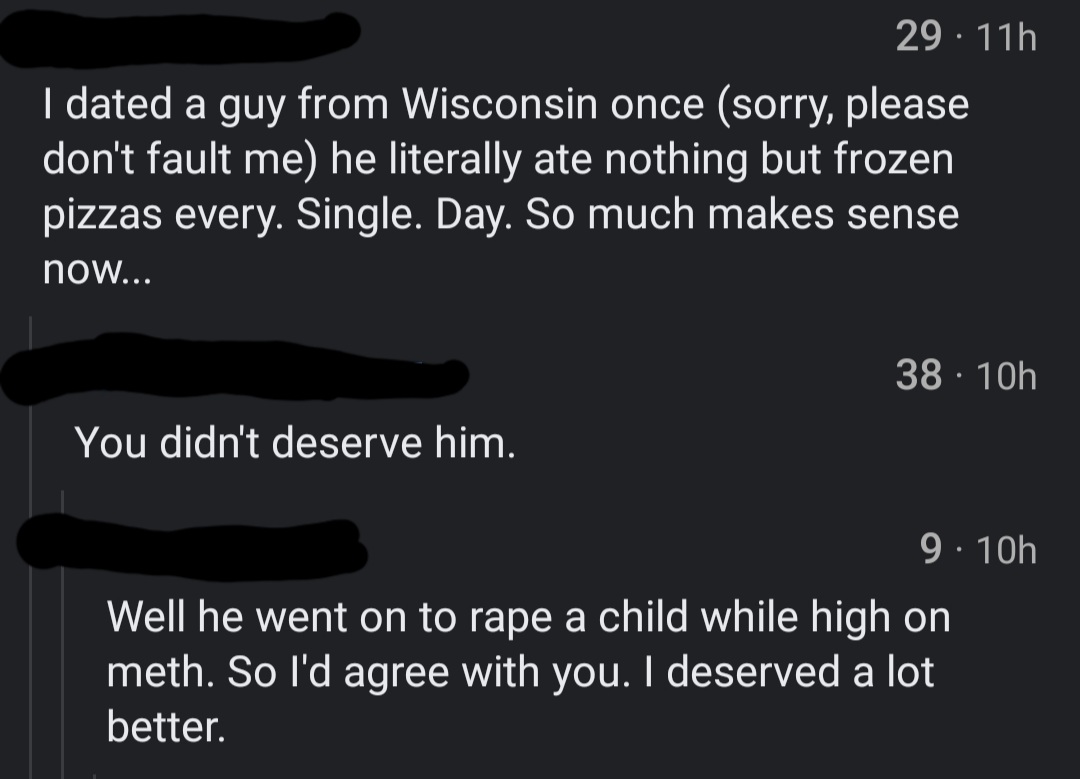 29 · 11h
I dated a guy from Wisconsin once (sorry, please
don't fault me) he literally ate nothing but frozen
pizzas every. Single. Day. So much makes sense
now...
38 · 10h
You didn't deserve him.
9 · 10h
Well he went on to rape a child while high on
meth. So I'd agree with you. I deserved a lot
better.